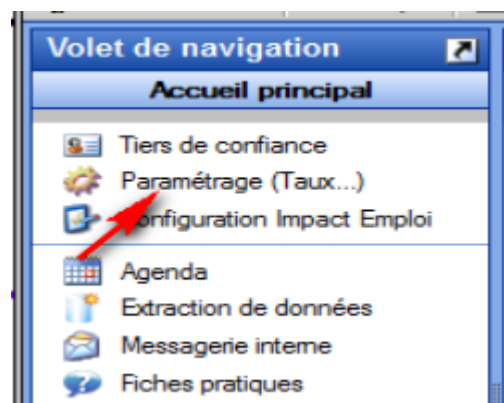 Volet de navigation
Accueil principal
Tiers de confiance
Paramétrage (Taux...)
Configuration Impact Emploi
Agenda
Extraction de données
Messagerie interne
Fiches pratiques